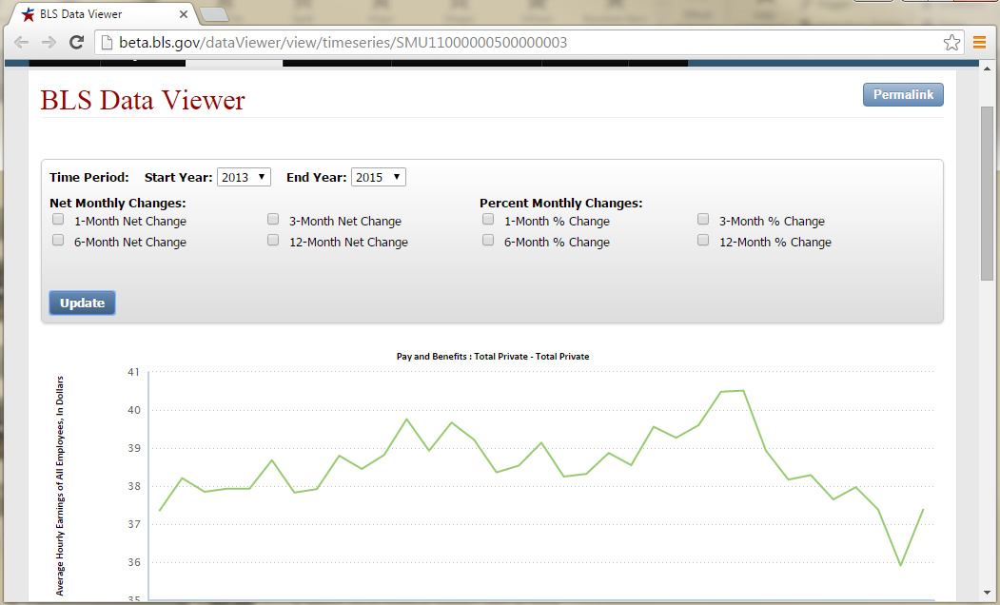 BLS Data Viewer
beta.bls.gov/dataViewer/view/timeseries/SMU11000000500000003
BLS Data Viewer
Permalink
Time Period: Start Year: 2013 End Year: 2015
Net Monthly Changes: Percent Monthly Changes:
1-Month Net Change 3-Month Net Change 1-Month % Change 3-Month % Change
6-Month Net Change 12-Month Net Change 6-Month % Change 12-Month % Change
Update
Pay and Benefits : Total Private - Total Private
Average Hourly Earnings of All Employees, In Dollars
41
40
39
38
37
36
35